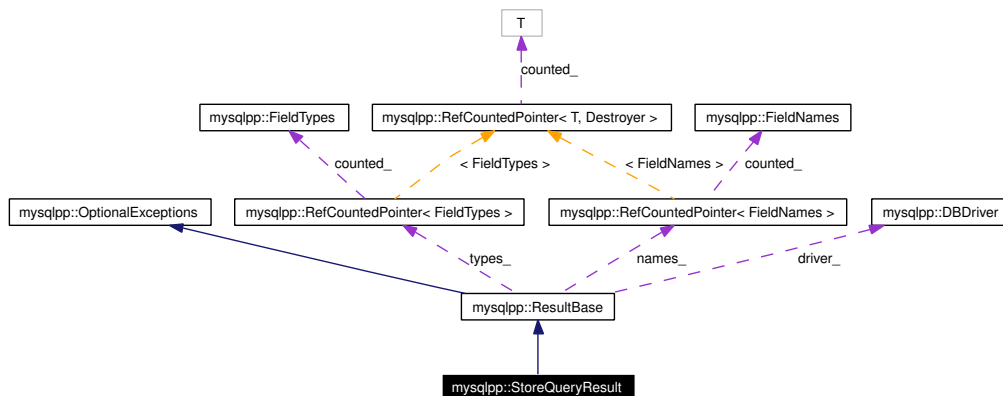 T
counted_
mysqlpp::FieldTypes
mysqlpp::RefCountedPointer< T, Destroyer >
mysqlpp::FieldNames
counted_
< FieldTypes >
< FieldNames >
counted_
mysqlpp::OptionalExceptions
mysqlpp::RefCountedPointer< FieldTypes >
mysqlpp::RefCountedPointer< FieldNames >
mysqlpp::DBDriver
types_
names_
driver_
mysqlpp::ResultBase
mysqlpp::StoreQueryResult